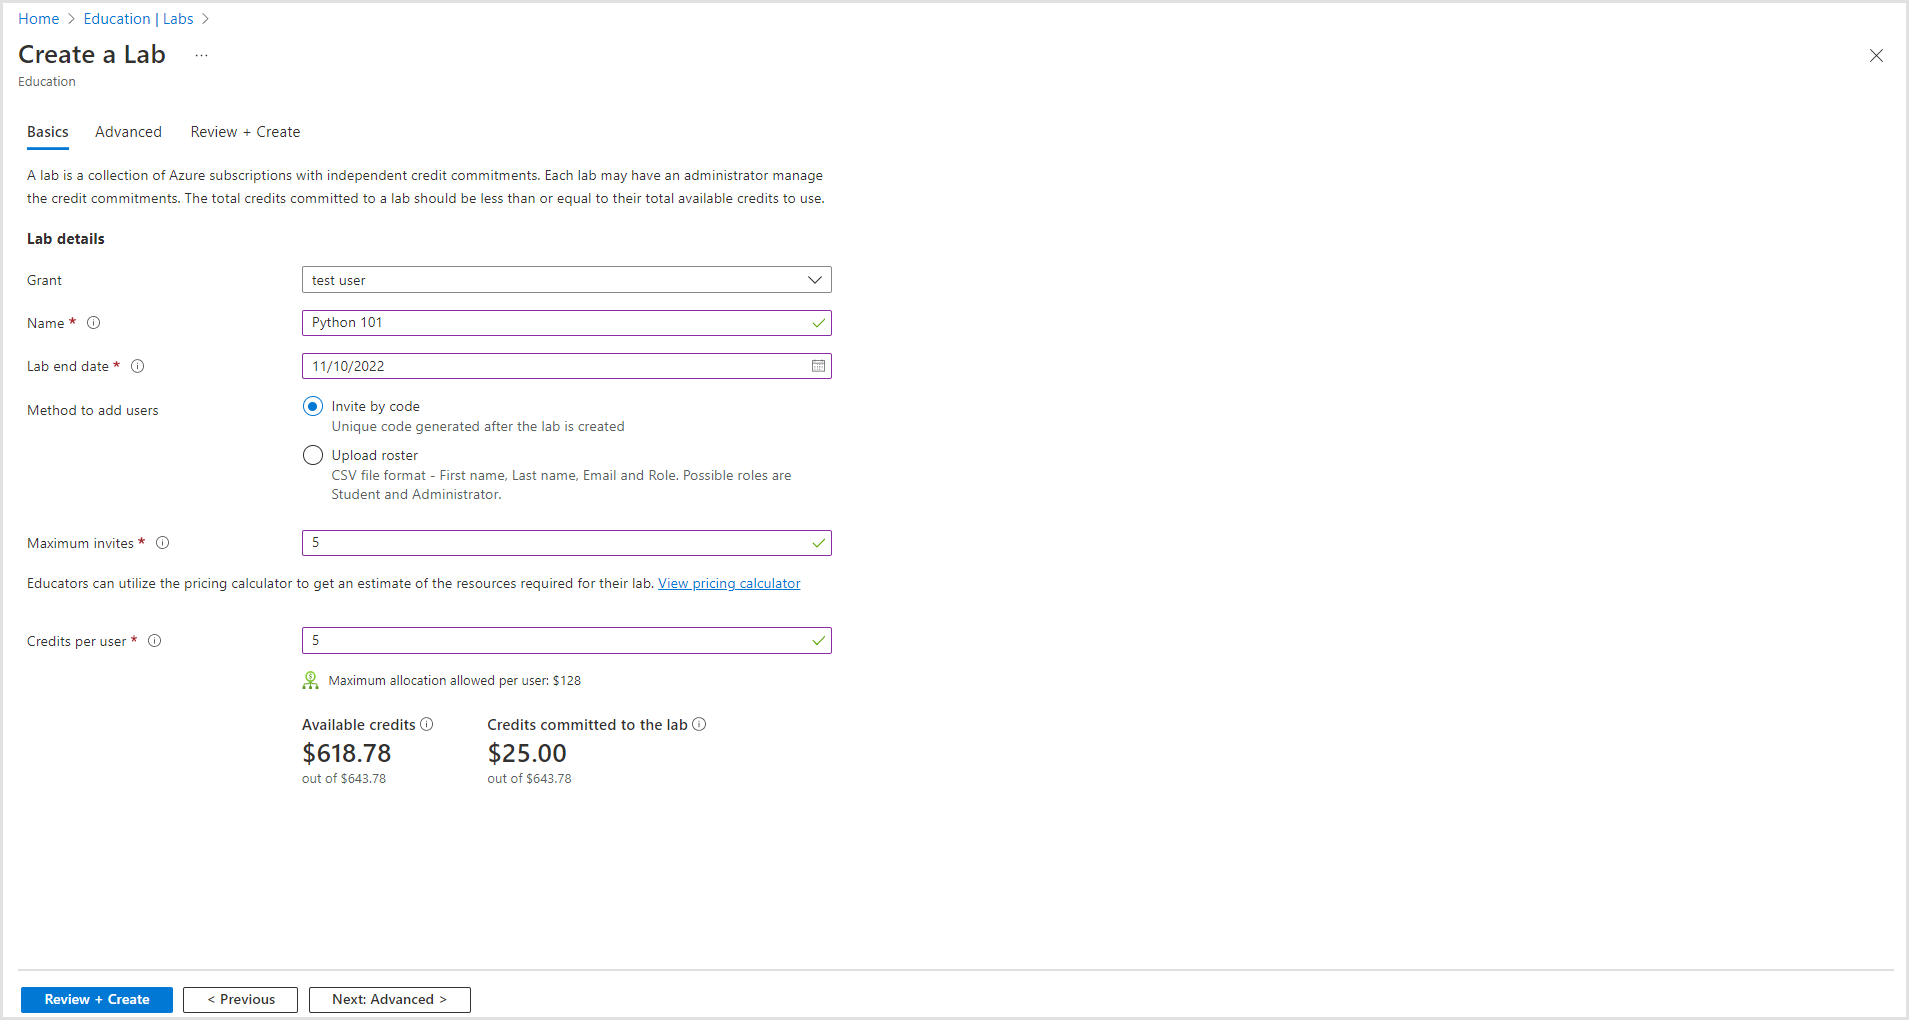 Home > Education | Labs >
Create a Lab ...
Education
Basics Advanced Review + Create
A lab is a collection of Azure subscriptions with independent credit commitments. Each lab may have an administrator manage
the credit commitments. The total credits committed to a lab should be less than or equal to their total available credits to use.
Lab details
Grant test user
Name * Python 101
Lab end date * 11/10/2022
Method to add users Invite by code
Unique code generated after the lab is created
Upload roster
CSV file format - First name, Last name, Email and Role. Possible roles are
Student and Administrator.
Maximum invites * 5
Educators can utilize the pricing calculator to get an estimate of the resources required for their lab. View pricing calculator
Credits per user * 5
Maximum allocation allowed per user: $128
Available credits Credits committed to the lab
$618.78 $25.00
out of $643.78 out of $643.78
Review + Create < Previous Next: Advanced >